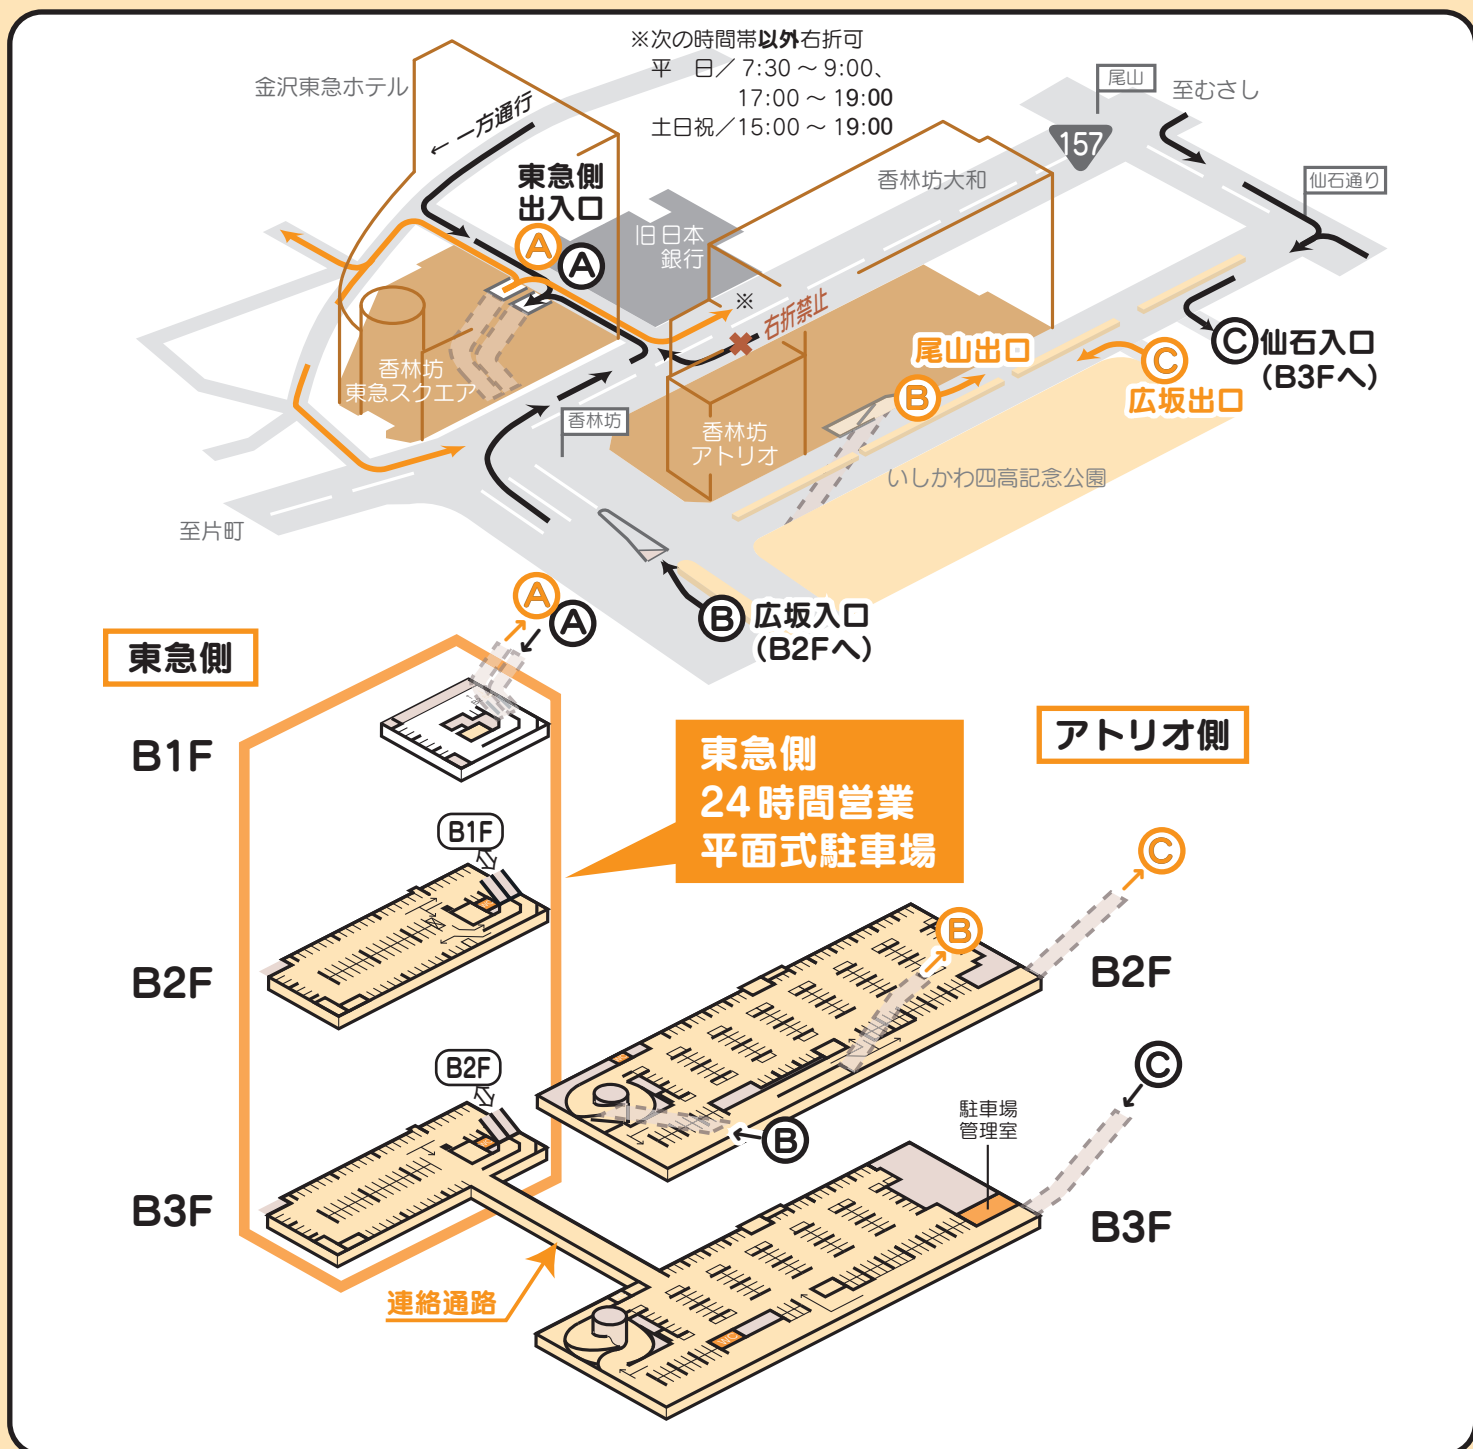 ※次の時間帯以外右折可
平　日／7:30～9:00、
17:00～19:00
土日祝／15:00～19:00
金沢東急ホテル
←一方通行
尾山
至むさし
157
仙石通り
東急側
出入口
A
A
旧日本
銀行
香林坊大和
※
右折禁止
尾山出口
B
C
広坂出口
C
仙石入口
(B3Fへ)
香林坊
東急スクエア
香林坊
香林坊
アトリオ
いしかわ四高記念公園
至片町
B
広坂入口
(B2Fへ)
A
A
東急側
B1F
東急側
24時間営業
平面式駐車場
アトリオ側
B1F
B2F
C
B
B2F
B
B2F
B3F
C
駐車場
管理室
B3F
連絡通路
WC